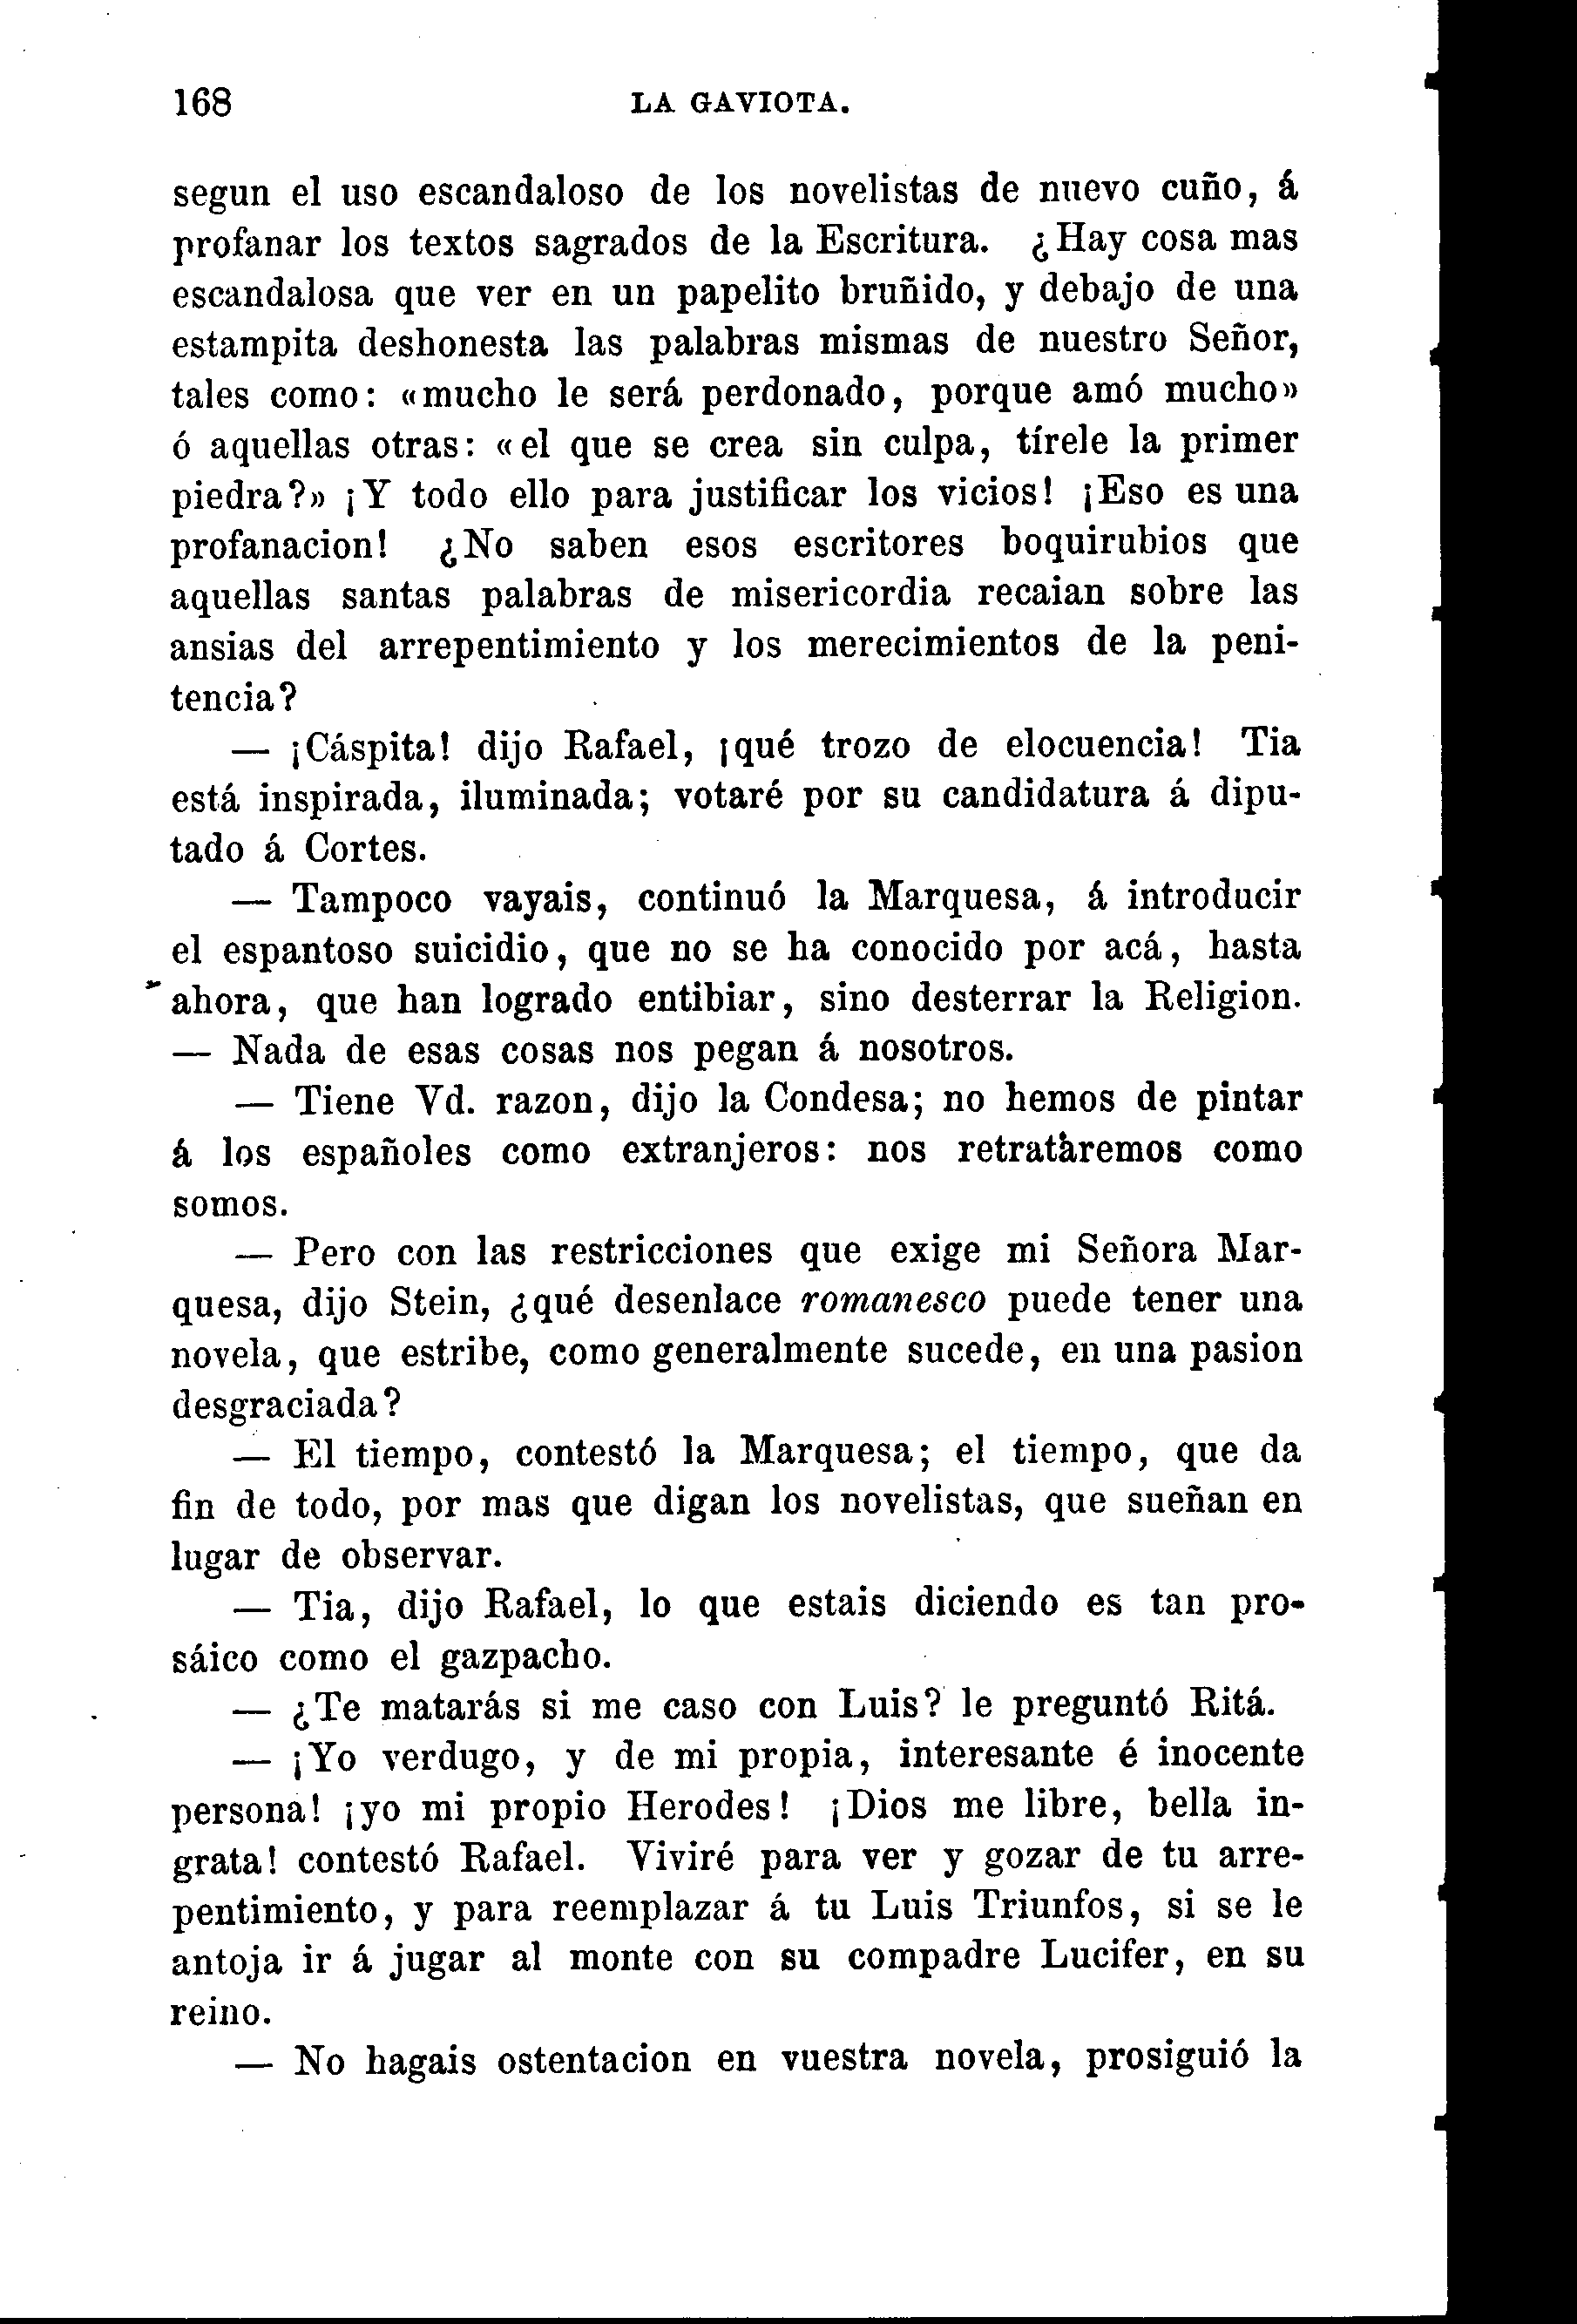 168 LA GAVIOTA.
segun el uso escandaloso de los novelistas de nuevo cuño, á
profanar los textos sagrados de la Escritura. ¿Hay cosa mas
escandalosa que ver en un papelito bruñido, y debajo de una
estampita deshonesta las palabras mismas de nuestro Señor,
tales como: «mucho le será perdonado, porque amó mucho»
ó aquellas otras: «el que se crea sin culpa, tírele la primer
piedra?» ¡Y todo ello para justificar los vicios! ¡Eso es una
profanacion! ¿No saben esos escritores boquirubios que
aquellas santas palabras de misericordia recaian sobre las
ansias del arrepentimiento y los merecimientos de la peni-
tencia?
— ¡Cáspita! dijo Rafael, ¡qué trozo de elocuencia! Tia
está inspirada, iluminada; votaré por su candidatura á dipu-
tado á Cortes.
— Tampoco vayais, continuó la Marquesa, á introducir
el espantoso suicidio, que no se ha conocido por acá, hasta
ahora, que han logrado entibiar, sino desterrar la Religion.
— Nada de esas cosas nos pegan á nosotros.
— Tiene Vd. razon, dijo la Condesa; no hemos de pintar
á los españoles como extranjeros: nos retratàremos como
somos.
— Pero con las restricciones que exige mi Señora Mar-
quesa, dijo Stein, ¿qué desenlace romanesco puede tener una
novela, que estribe, como generalmente sucede, en una pasion
desgraciada?
— El tiempo, contestó la Marquesa; el tiempo, que da
fin de todo, por mas que digan los novelistas, que sueñan en
lugar de observar.
— Tia, dijo Rafael, lo que estais diciendo es tan pro-
sáico como el gazpacho.
— ¿Te matarás si me caso con Luis? le preguntó Ritá.
— ¡Yo verdugo, y de mi propia, interesante é inocente
persona! ¡yo mi propio Herodes! ¡Dios me libre, bella in-
grata! contestó Rafael. Viviré para ver y gozar de tu arre-
pentimiento, y para reemplazar á tu Luis Triunfos, si se le
antoja ir á jugar al monte con su compadre Lucifer, en su
reino.
— No hagais ostentacion en vuestra novela, prosiguió la